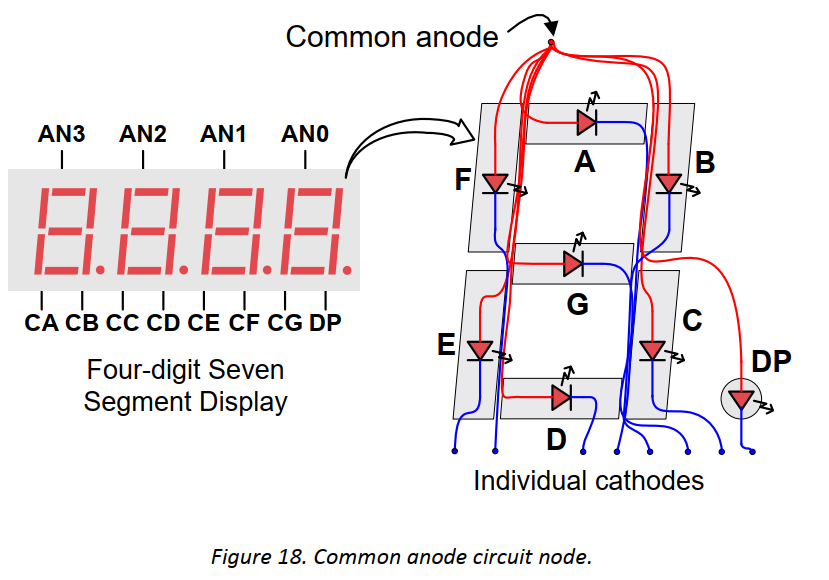 Common anode
AN3 AN2 AN1 AN0
A
F
B
G
E
C
DP
D
CA CB CC CD CE CF CG DP
Four-digit Seven
Segment Display
Individual cathodes
Figure 18. Common anode circuit node.